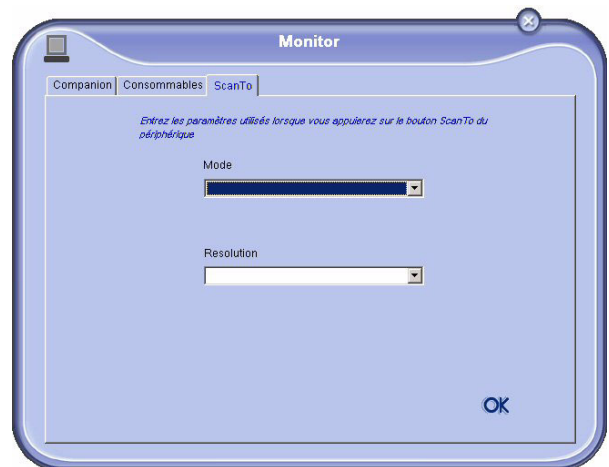 Monitor
Companion Consommables ScanTo
Entrez les paramètres utilisés lorsque vous appuierez sur le bouton ScanTo du
périphérique
Mode
Resolution
OK